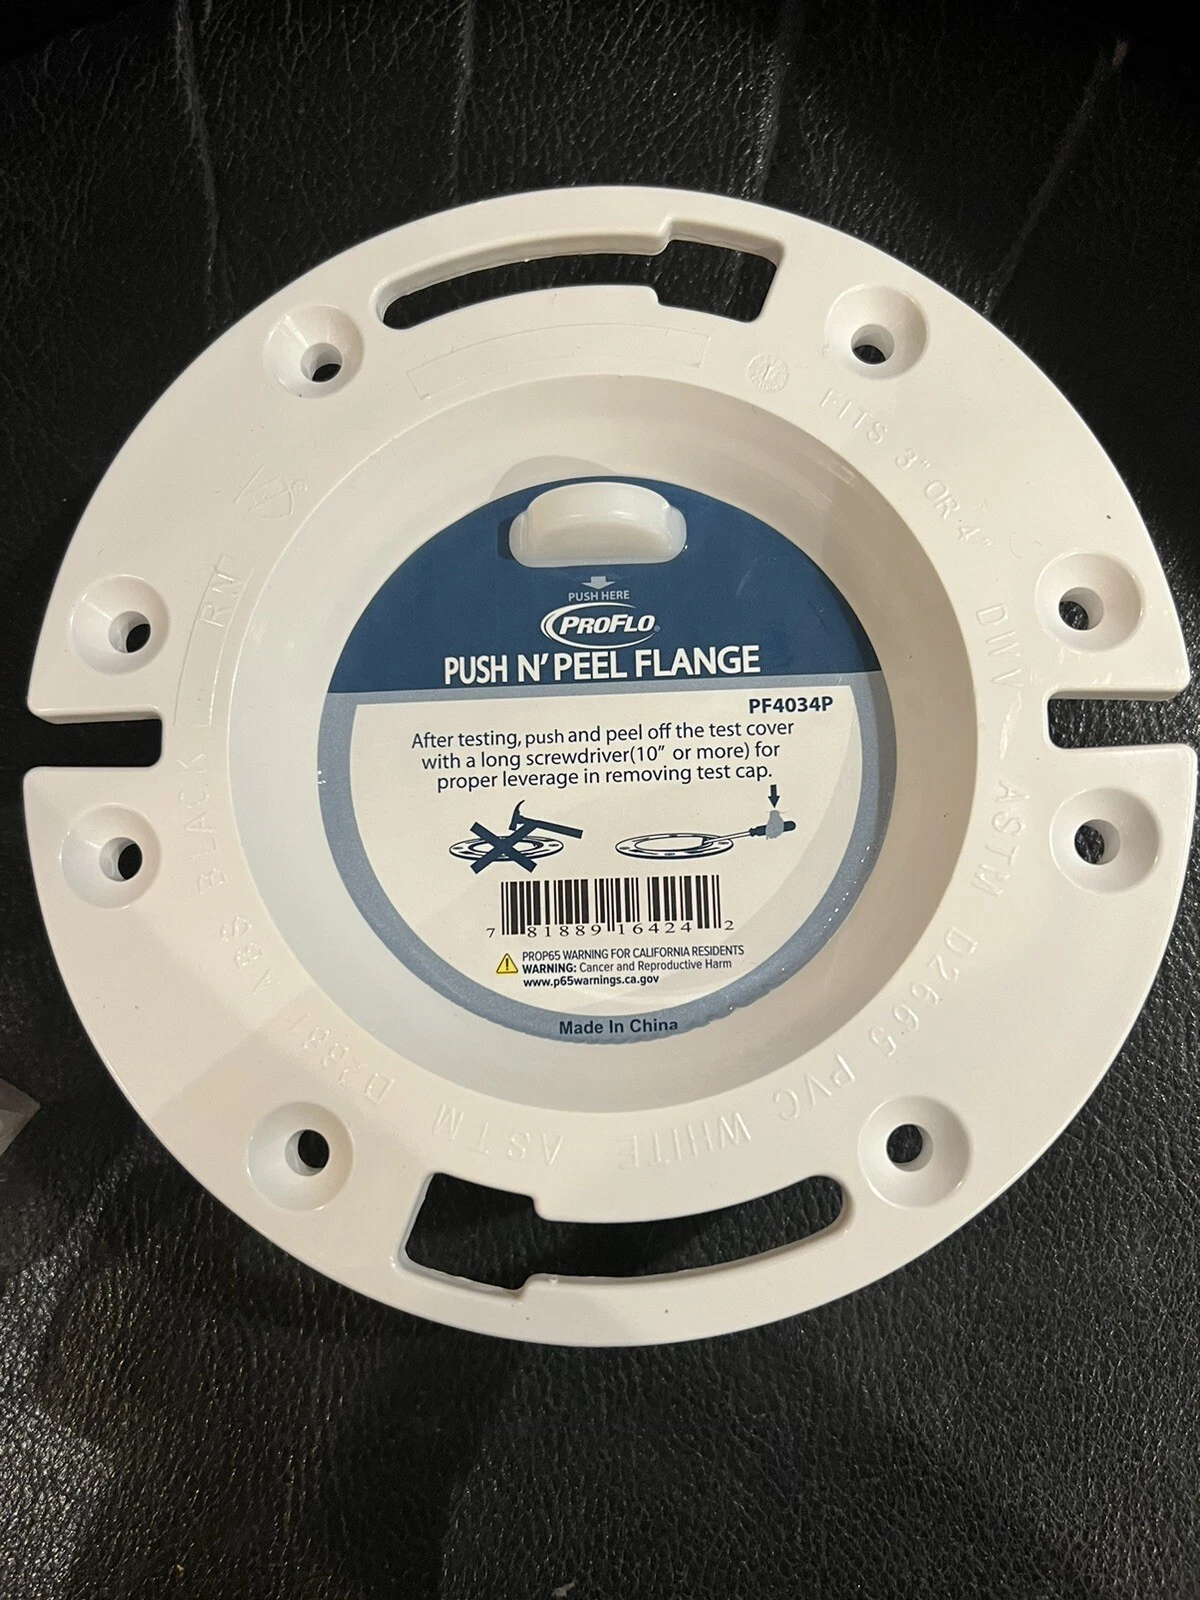 PUSH HERE
PROFLO®
PUSH N' PEEL FLANGE
PF4034P
After testing, push and peel off the test cover
with a long screwdriver(10" or more) for
proper leverage in removing test cap.
7 81889 16424 2
PROP65 WARNING FOR CALIFORNIA RESIDENTS
WARNING: Cancer and Reproductive Harm
www.p65warnings.ca.gov
Made In China
FITS 3" OR 4" DWV ASTM D2665 PVC WHITE ASTM D2661 ABS BLACK